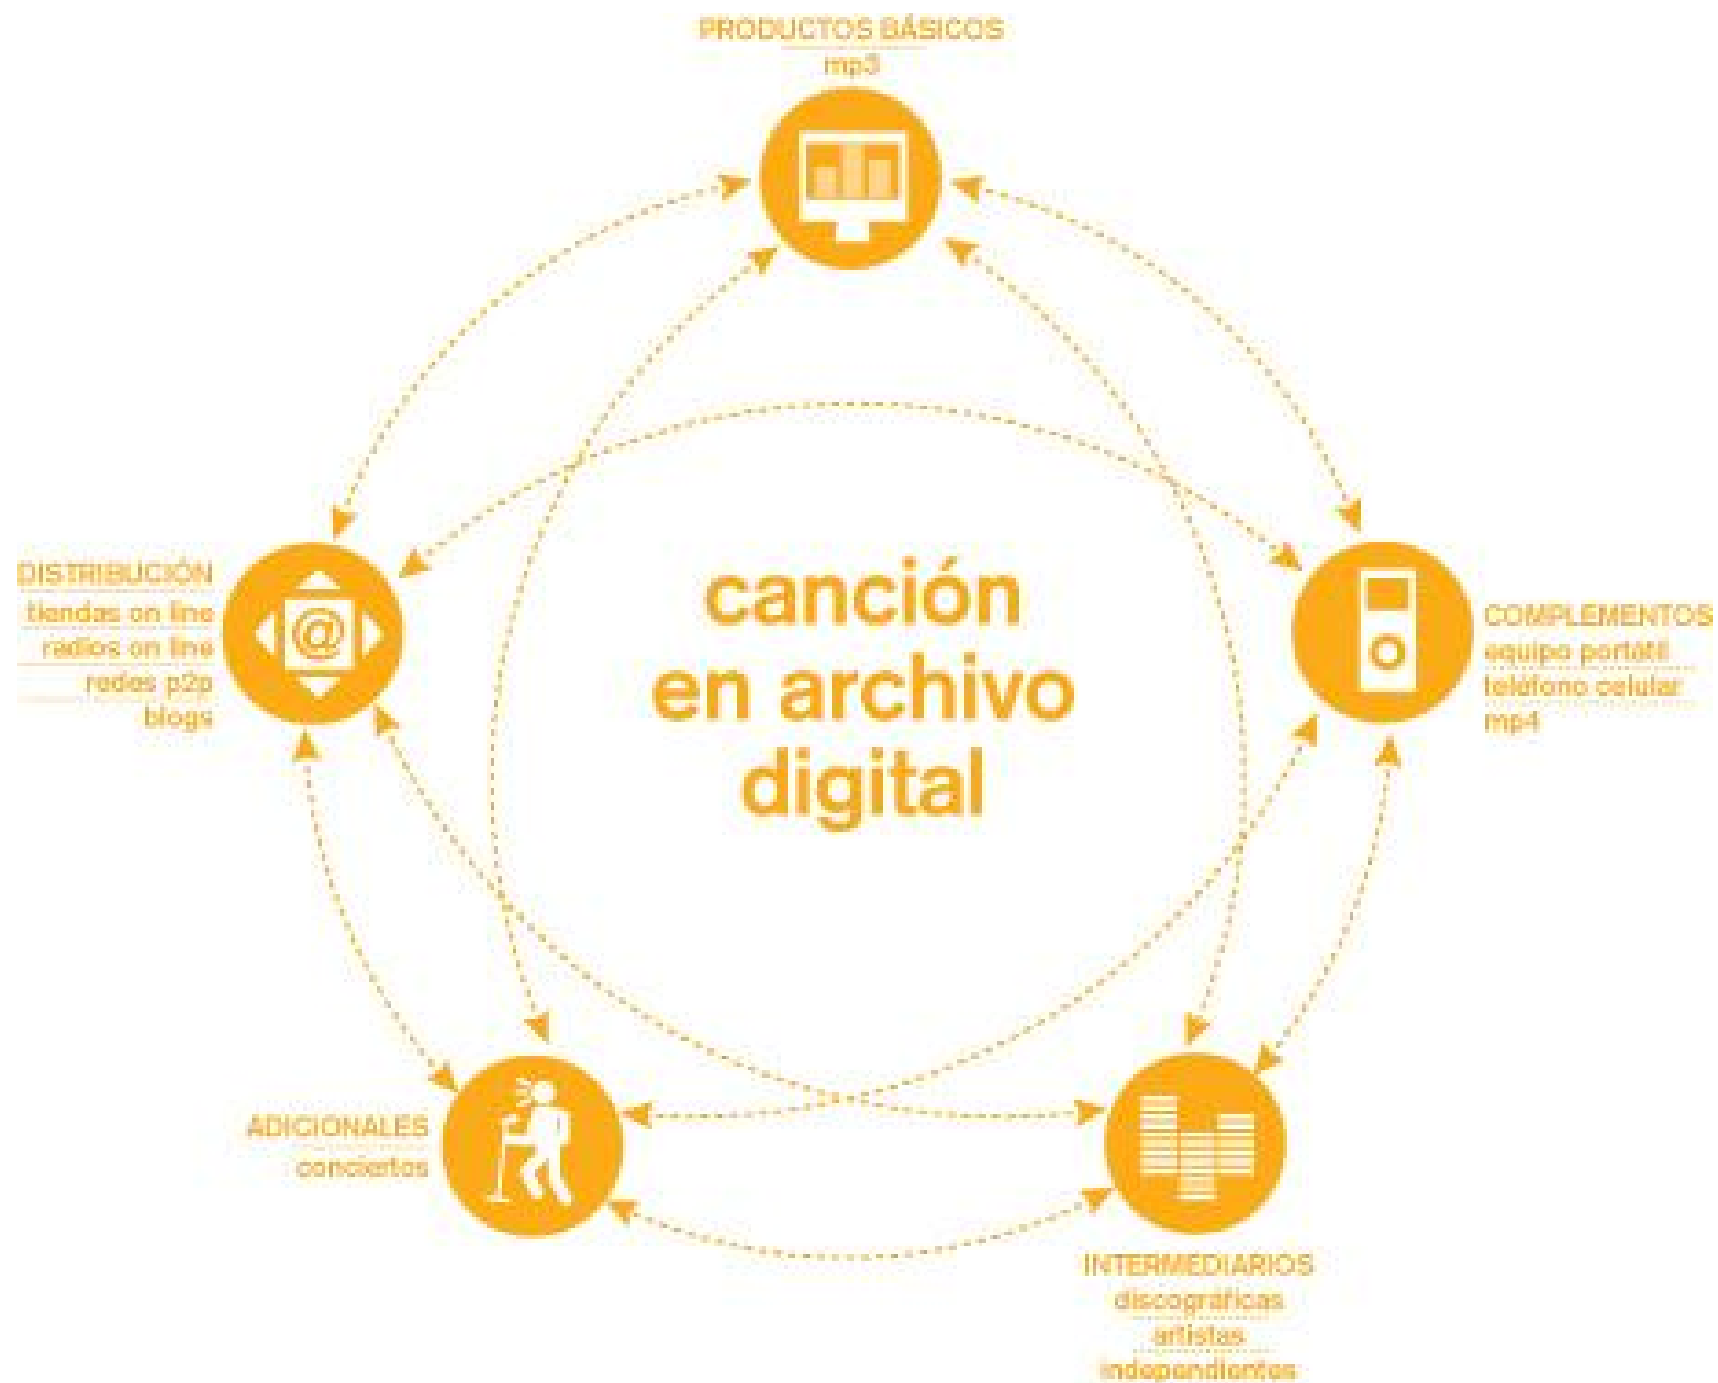 PRODUCTOS BÁSICOS
mp3
DISTRIBUCIÓN
tiendas on line
radios on line
redes p2p
blogs
@
canción
en archivo
digital
COMPLEMENTOS
equipo portátil
teléfono celular
mp4
ADICIONALES
conciertos
INTERMEDIARIOS
discográficas
artistas
independientes